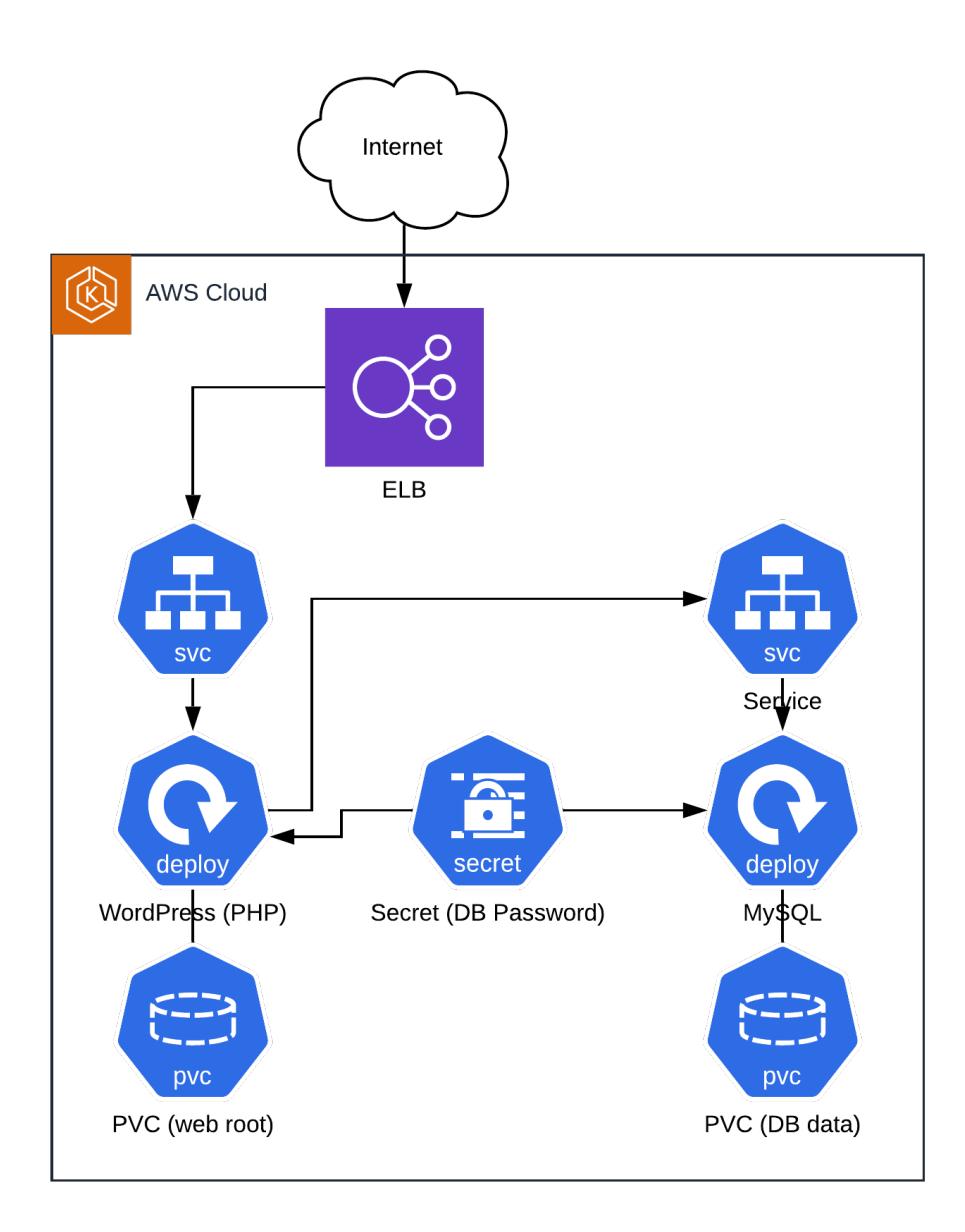 Internet
K
AWS Cloud
ELB
svc
svc
Service
deploy
secret
deploy
WordPress (PHP)
Secret (DB Password)
MySQL
pvc
pvc
PVC (web root)
PVC (DB data)